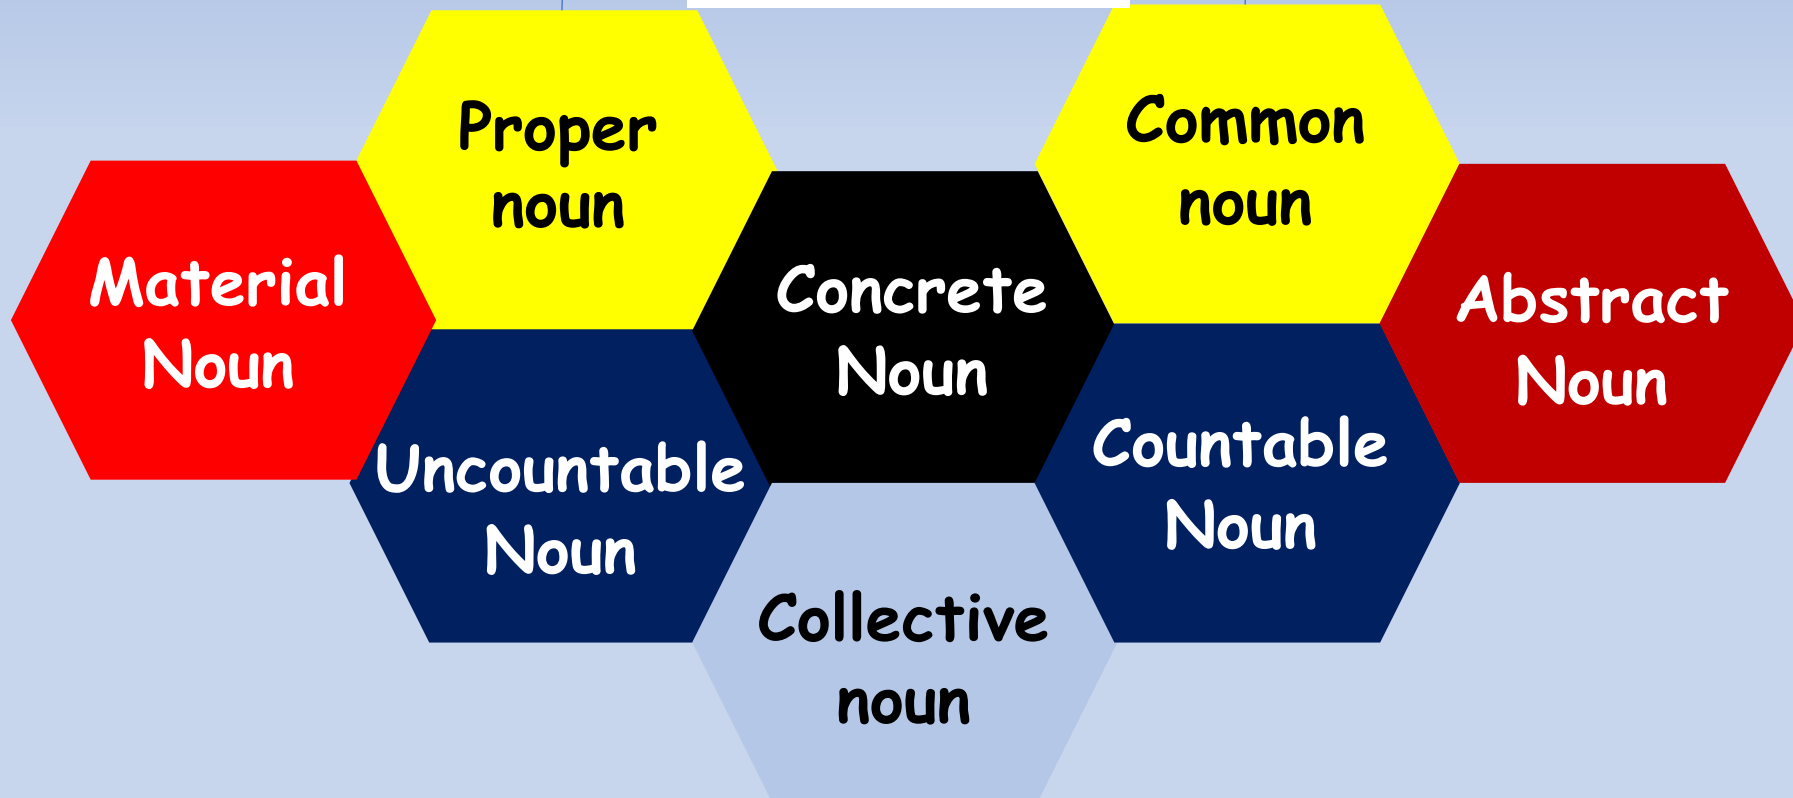 Proper
noun
Common
noun
Material
Noun
Concrete
Noun
Abstract
Noun
Uncountable
Noun
Countable
Noun
Collective
noun